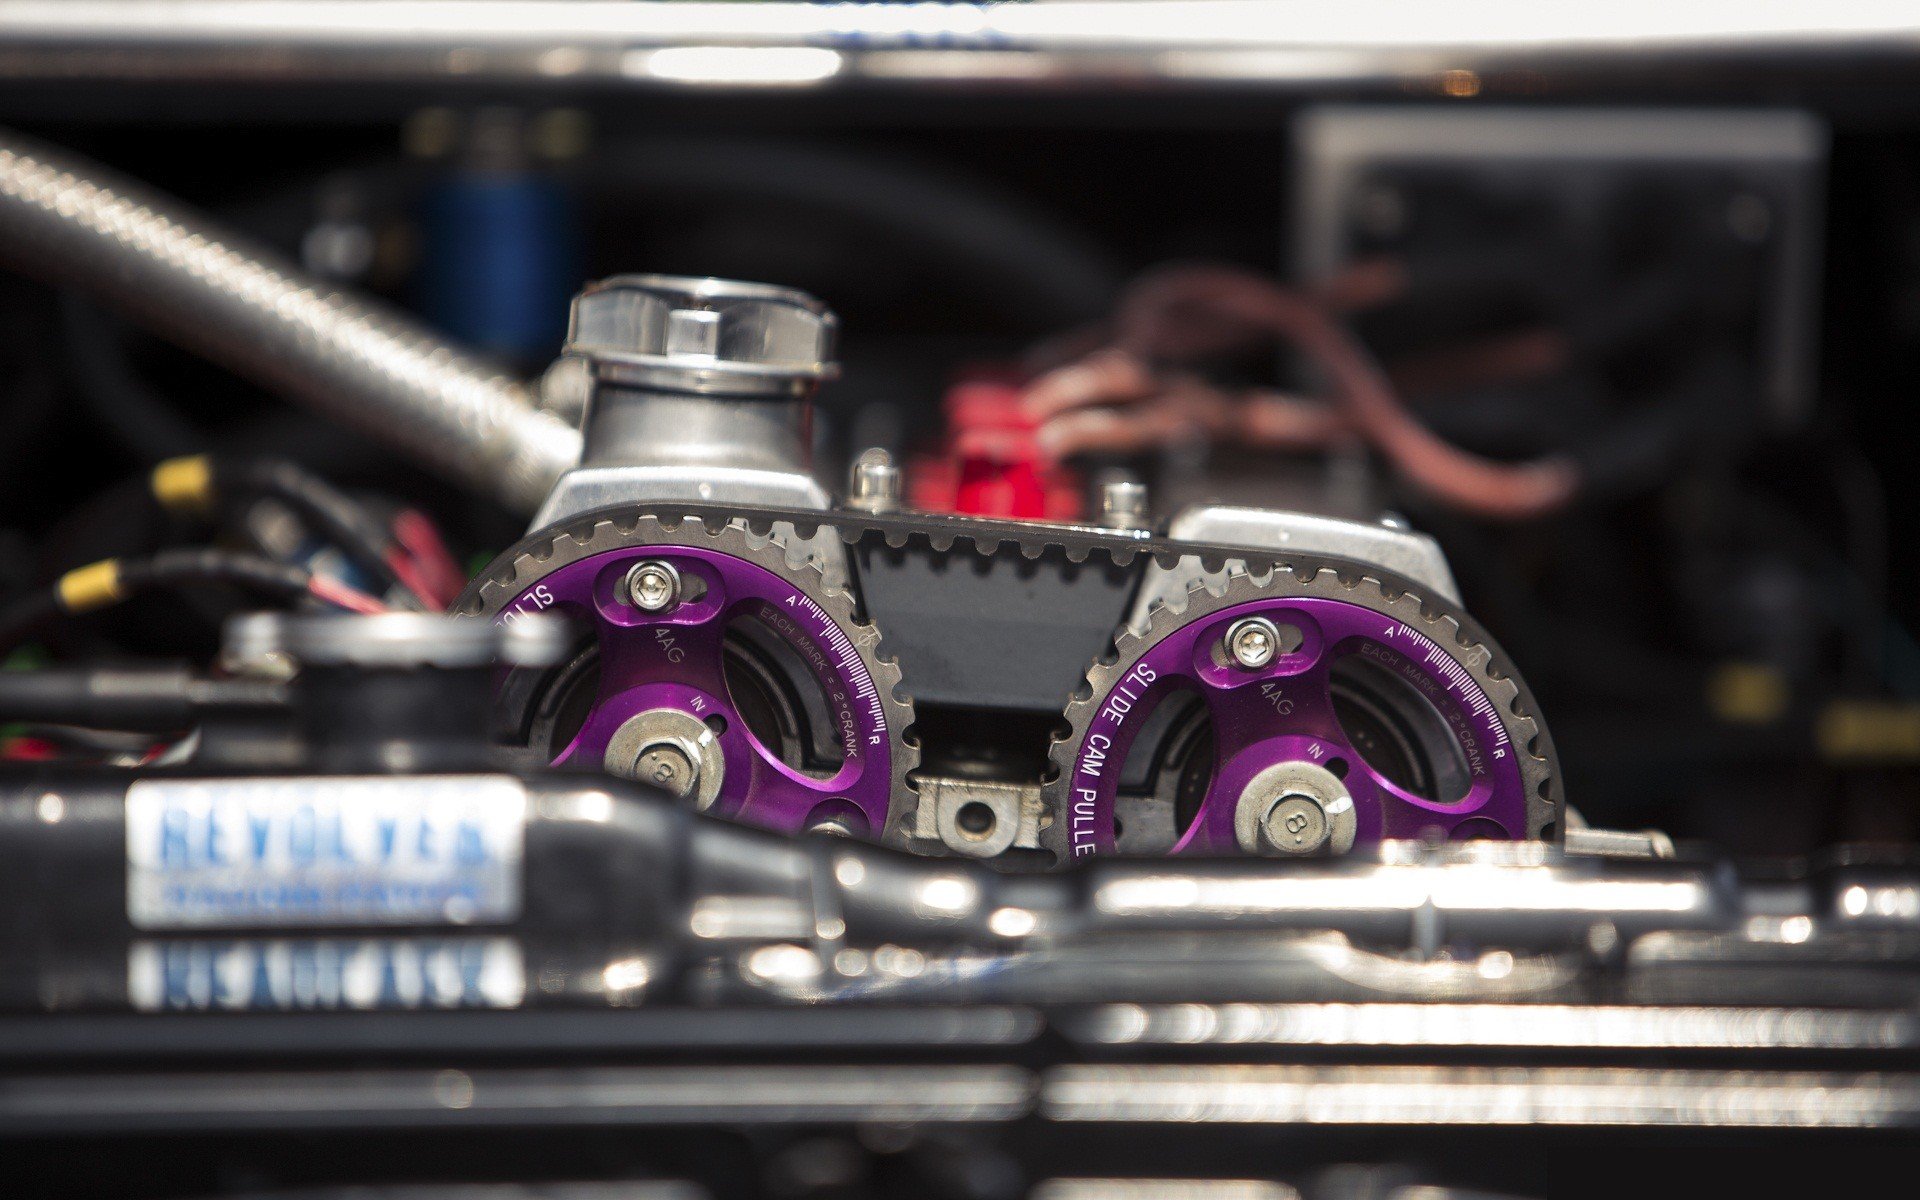 SLIDE
4AG
IN
A
EACH MARK = 2°CRANK
R
8
SLIDE CAM PULLE
4AG
IN
A
EACH MARK = 2°CRANK
R
8
REVOLVER